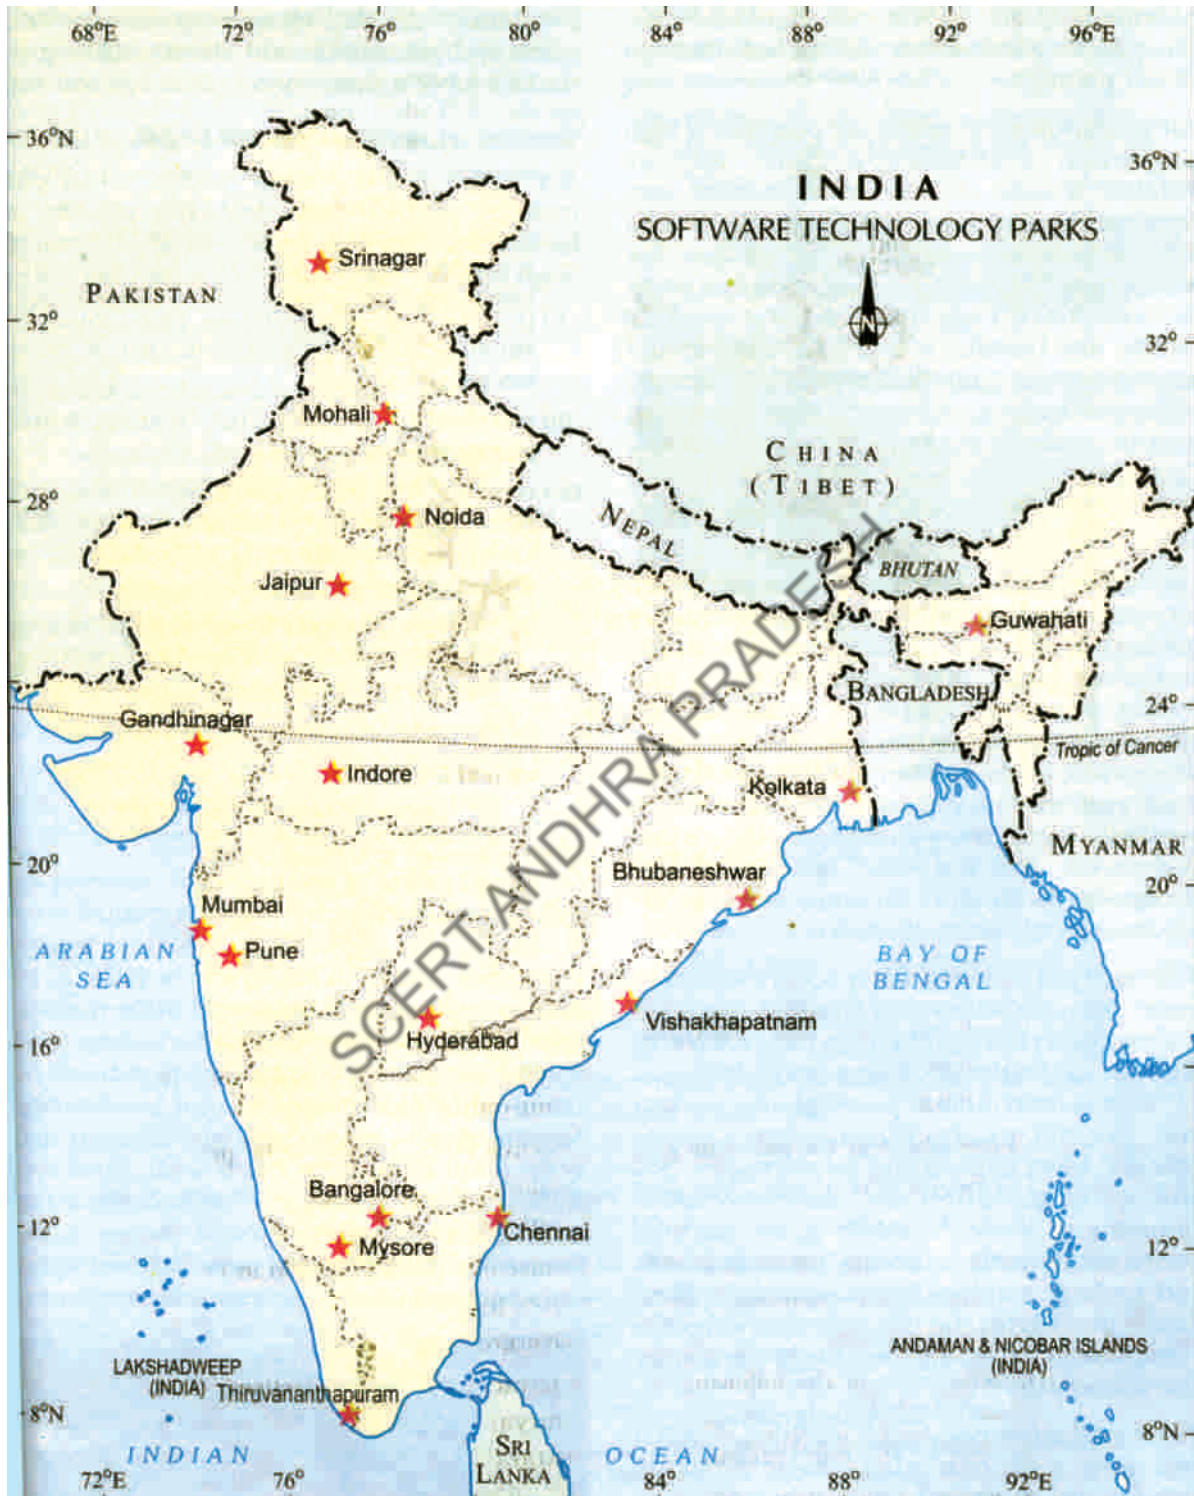 68°E 72° 76° 80° 84° 88° 92° 96°E
36°N
36°N
INDIA
SOFTWARE TECHNOLOGY PARKS
N
Srinagar
PAKISTAN
32°
32°
Mohali
CHINA
(TIBET)
28°
Noida
NEPAL
BHUTAN
Jaipur
Guwahati
BANGLADESH
24°
Gandhinagar
Tropic of Cancer
Indore
Kolkata
MYANMAR
20°
20°
Bhubaneshwar
Mumbai
Pune
ARABIAN
SEA
BAY OF
BENGAL
Vishakhapatnam
Hyderabad
16°
SCERT ANDHRA PRADESH
Bangalore
Chennai
Mysore
12°
12°
ANDAMAN & NICOBAR ISLANDS
(INDIA)
LAKSHADWEEP
(INDIA)
Thiruvananthapuram
8°N
8°N
INDIAN
OCEAN
SRI
LANKA
72°E 76° 84° 88° 92°E